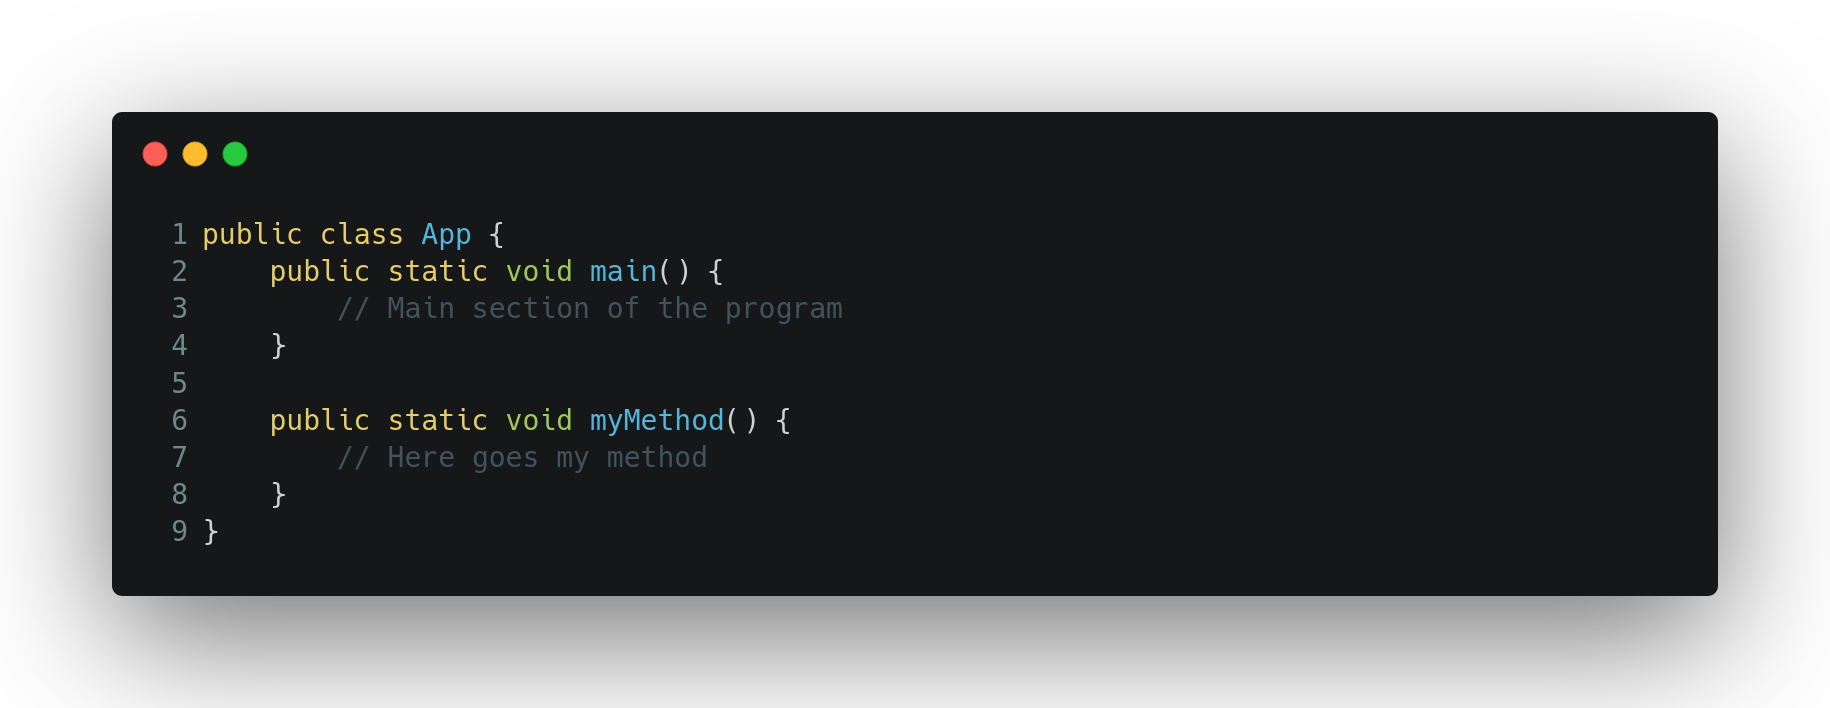 1 public class App {
2     public static void main() {
3         // Main section of the program
4     }
5
6     public static void myMethod() {
7         // Here goes my method
8     }
9 }